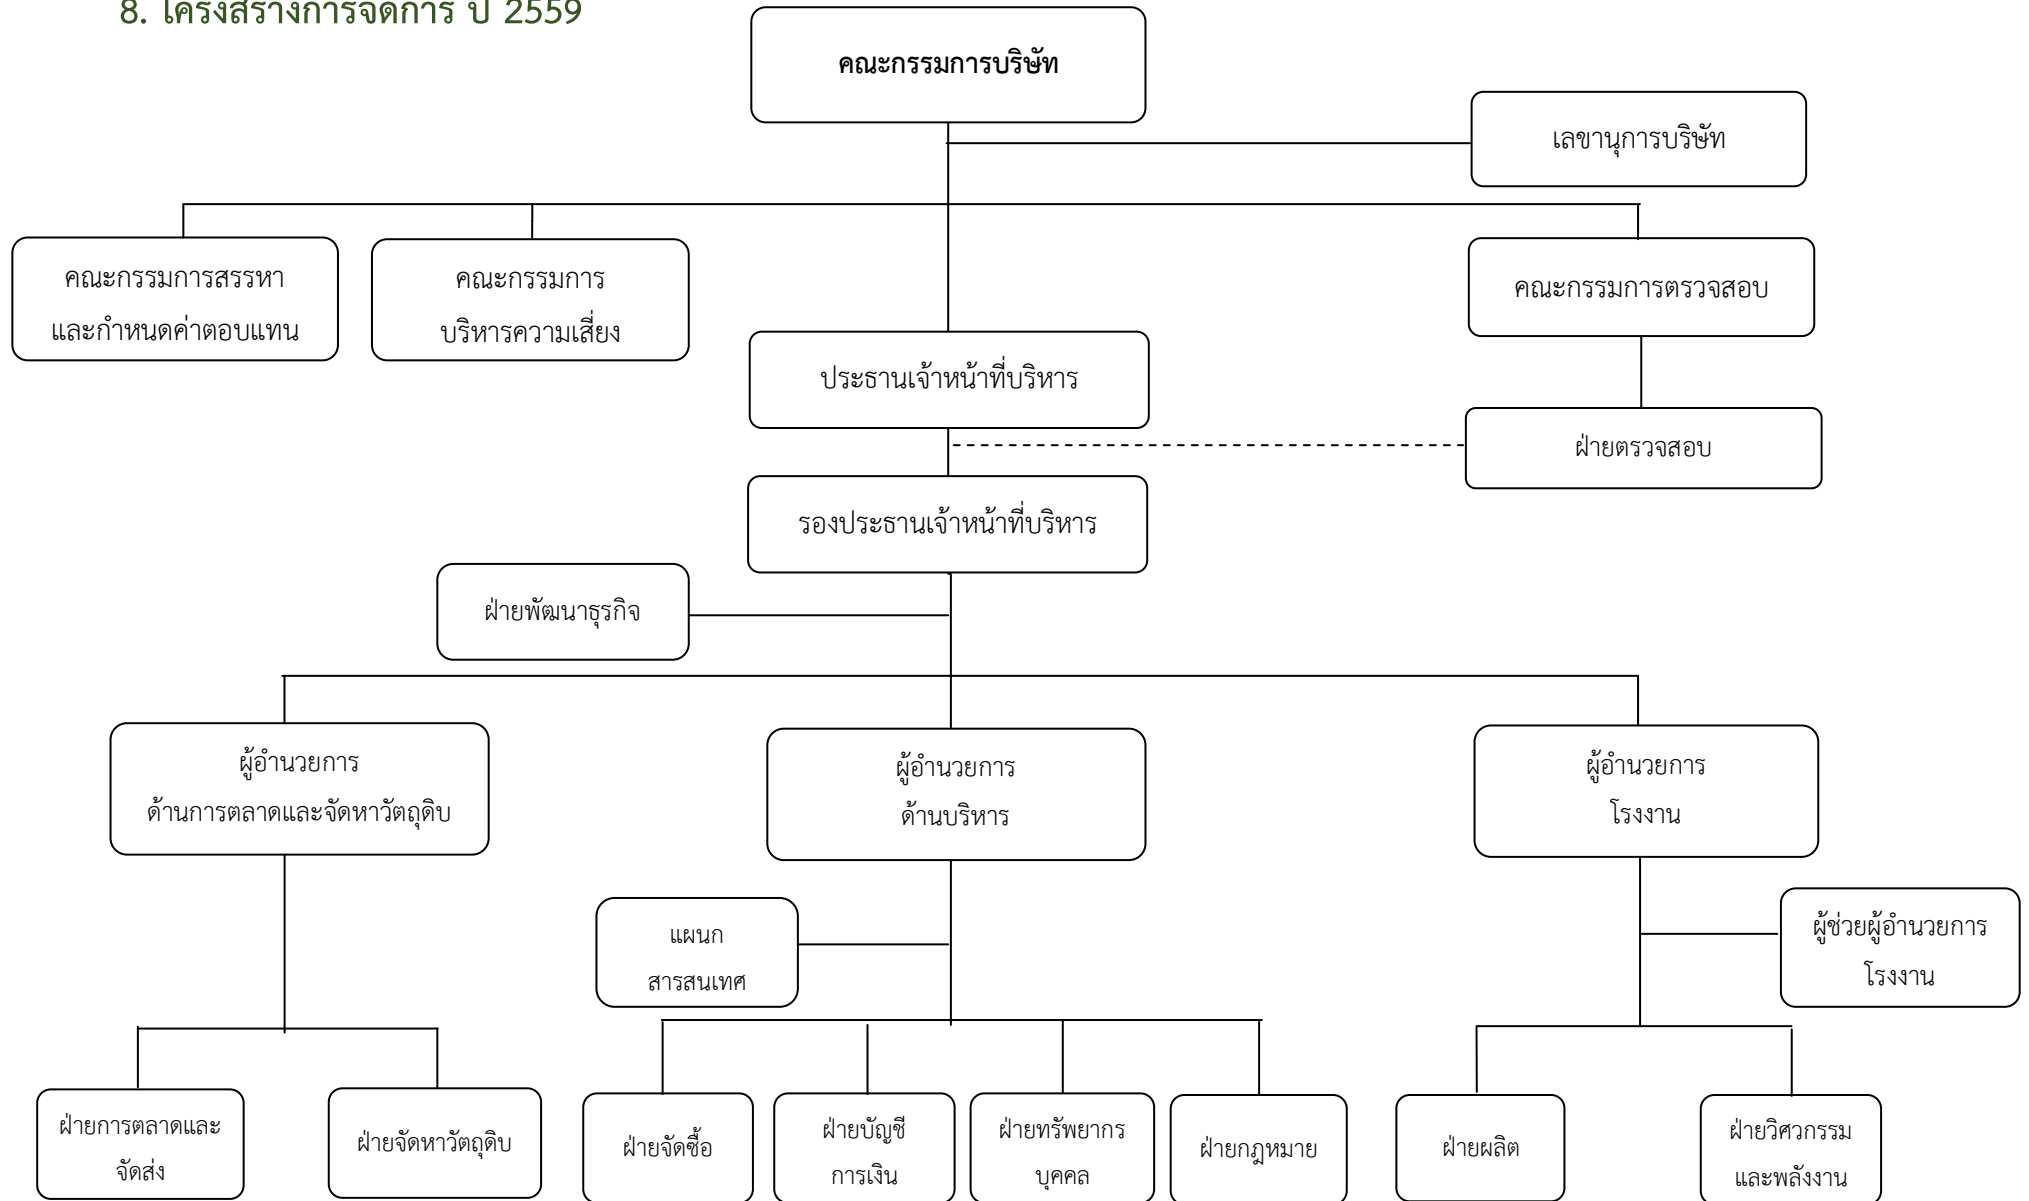 8. โครงสร้างการจัดการ ปี 2559
คณะกรรมการบริษัท
เลขานุการบริษัท
คณะกรรมการสรรหา
และกำหนดค่าตอบแทน
คณะกรรมการ
บริหารความเสี่ยง
คณะกรรมการตรวจสอบ
ประธานเจ้าหน้าที่บริหาร
ฝ่ายตรวจสอบ
รองประธานเจ้าหน้าที่บริหาร
ฝ่ายพัฒนาธุรกิจ
ผู้อำนวยการ
ด้านการตลาดและจัดหาวัตถุดิบ
ผู้อำนวยการ
ด้านบริหาร
ผู้อำนวยการ
โรงงาน
แผนก
สารสนเทศ
ผู้ช่วยผู้อำนวยการ
โรงงาน
ฝ่ายการตลาดและ
จัดส่ง
ฝ่ายจัดหาวัตถุดิบ
ฝ่ายจัดซื้อ
ฝ่ายบัญชี
การเงิน
ฝ่ายทรัพยากร
บุคคล
ฝ่ายกฎหมาย
ฝ่ายผลิต
ฝ่ายวิศวกรรม
และพลังงาน